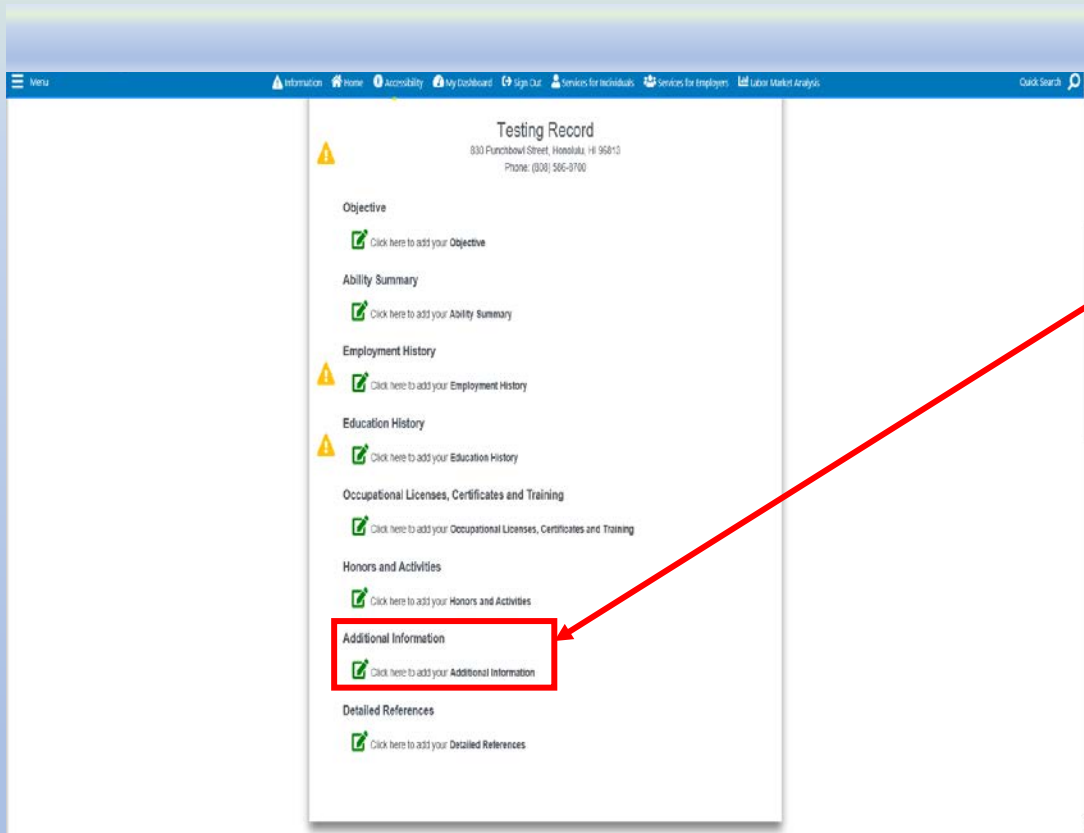 Menu Information Home Accessibility My Dashboard Sign Out Services for Individuals Services for Employers Labor Market Analysis Quick Search
Testing Record
830 Punchbowl Street, Honolulu, HI 96813
Phone: (808) 586-8700
Objective
Click here to add your Objective
Ability Summary
Click here to add your Ability Summary
Employment History
Click here to add your Employment History
Education History
Click here to add your Education History
Occupational Licenses, Certificates and Training
Click here to add your Occupational Licenses, Certificates and Training
Honors and Activities
Click here to add your Honors and Activities
Additional Information
Click here to add your Additional Information
Detailed References
Click here to add your Detailed References